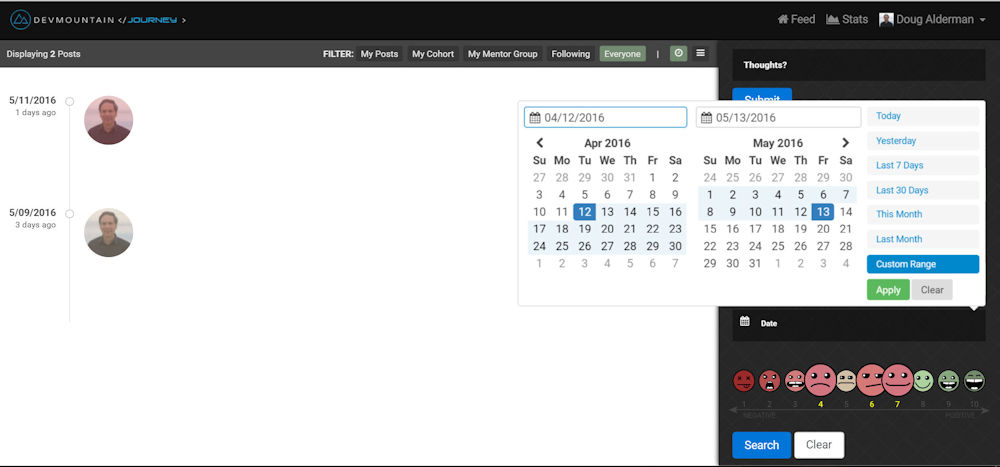 DEVMOUNTAIN </JOURNEY >
Feed Stats Doug Alderman
Displaying 2 Posts
FILTER: My Posts My Cohort My Mentor Group Following Everyone |
5/11/2016
1 days ago
5/09/2016
3 days ago
Thoughts?
Submit
04/12/2016 05/13/2016
Apr 2016
Su Mo Tu We Th Fr Sa
27 28 29 30 31 1 2
3 4 5 6 7 8 9
10 11 12 13 14 15 16
17 18 19 20 21 22 23
24 25 26 27 28 29 30
1 2 3 4 5 6 7
May 2016
Su Mo Tu We Th Fr Sa
24 25 26 27 28 29 30
1 2 3 4 5 6 7
8 9 10 11 12 13 14
15 16 17 18 19 20 21
22 23 24 25 26 27 28
29 30 31 1 2 3 4
Today
Yesterday
Last 7 Days
Last 30 Days
This Month
Last Month
Custom Range
Apply Clear
Date
1 2 3 4 5 6 7 8 9 10
NEGATIVE POSITIVE
Search Clear